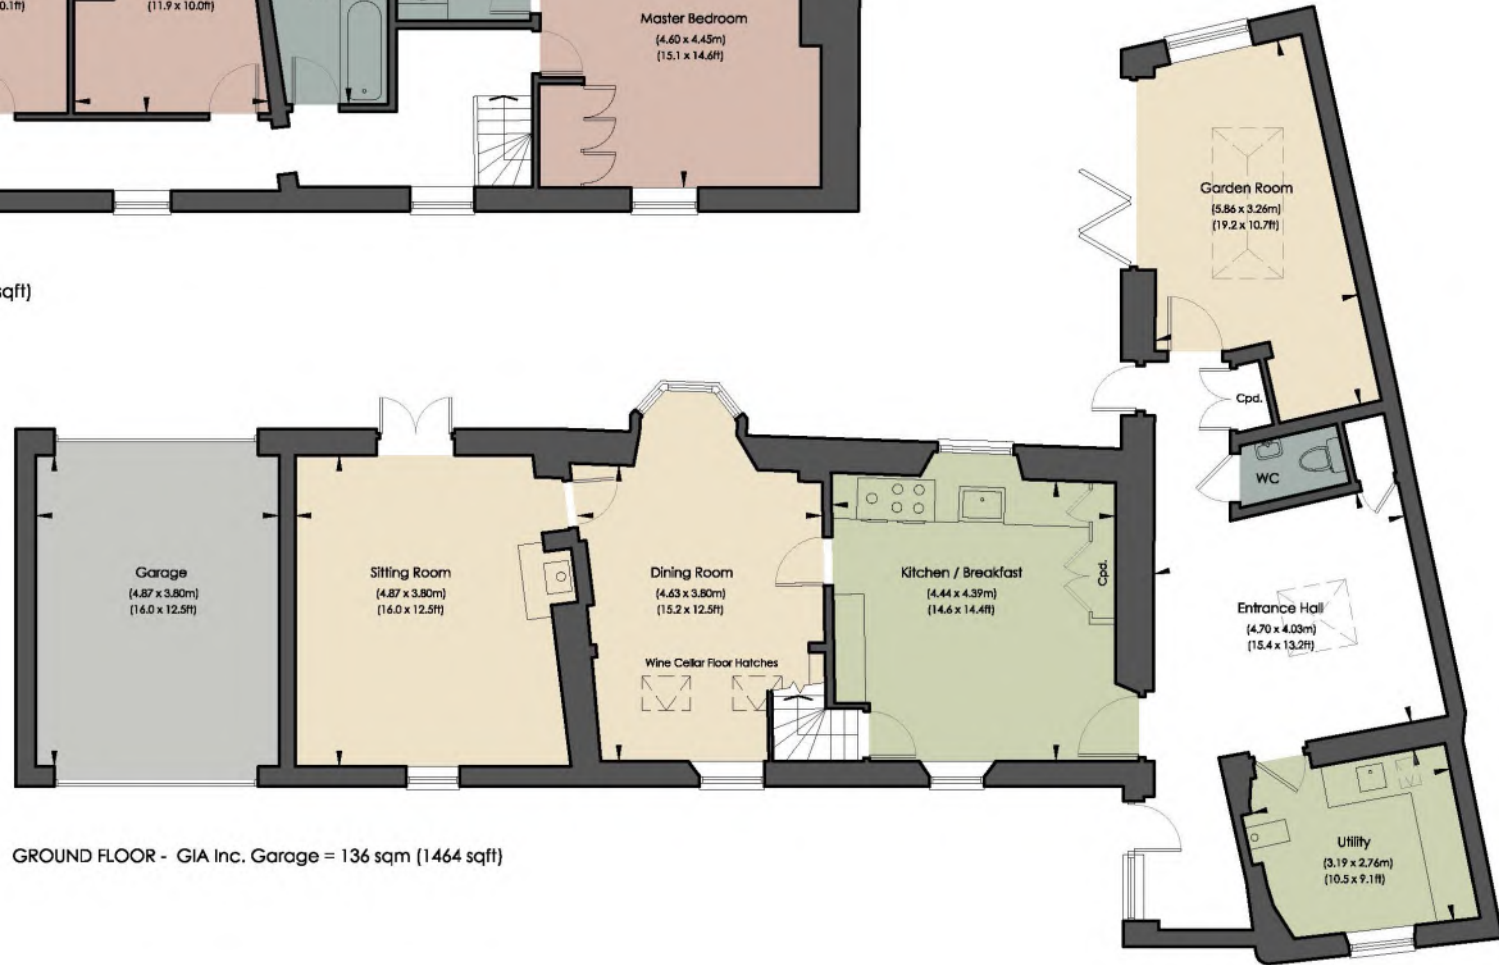 0.1ft)
(11.9 x 10.0ft)
Master Bedroom
(4.60 x 4.45m)
(15.1 x 14.6ft)
sqft)
Garden Room
(5.86 x 3.26m)
(19.2 x 10.7ft)
Cpd.
WC
Garage
(4.87 x 3.80m)
(16.0 x 12.5ft)
Sitting Room
(4.87 x 3.80m)
(16.0 x 12.5ft)
Dining Room
(4.63 x 3.80m)
(15.2 x 12.5ft)
Wine Cellar Floor Hatches
Kitchen / Breakfast
(4.44 x 4.39m)
(14.6 x 14.4ft)
Cpd.
Entrance Hall
(4.70 x 4.03m)
(15.4 x 13.2ft)
Utility
(3.19 x 2.76m)
(10.5 x 9.1ft)
GROUND FLOOR - GIA Inc. Garage = 136 sqm (1464 sqft)